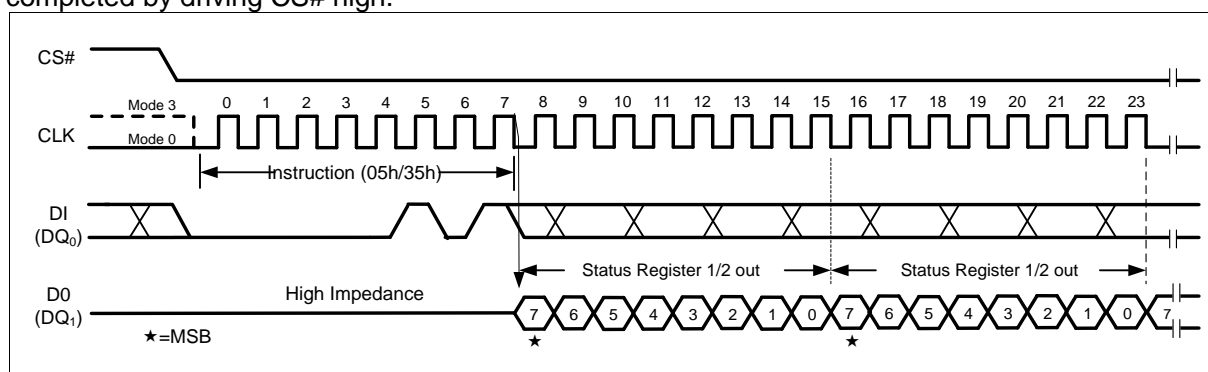 completed by driving CS# high.
CS#
Mode 3
0 1 2 3 4 5 6 7 8 9 10 11 12 13 14 15 16 17 18 19 20 21 22 23
CLK
Mode 0
Instruction (05h/35h)
DI
(DQ0)
Status Register 1/2 out Status Register 1/2 out
D0
(DQ1)
High Impedance
7 6 5 4 3 2 1 0 7 6 5 4 3 2 1 0 7
★=MSB ★ ★